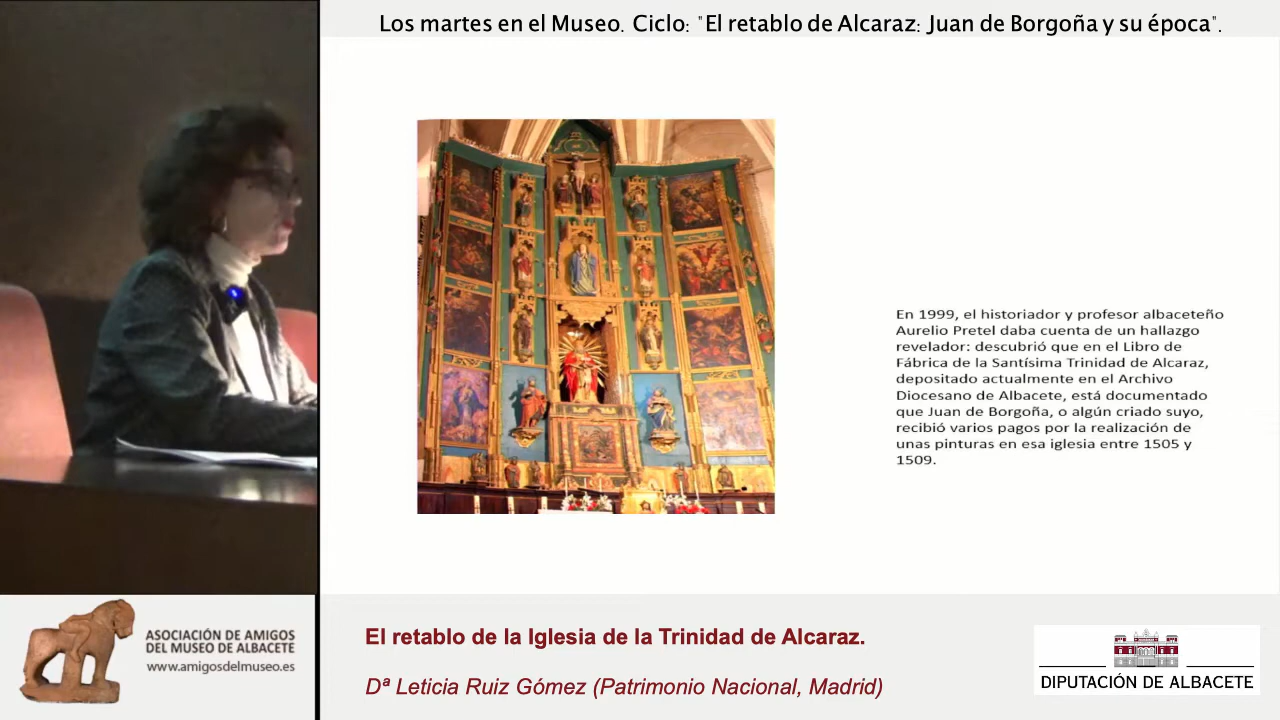 Los martes en el Museo. Ciclo: "El retablo de Alcaraz: Juan de Borgoña y su época".
En 1999, el historiador y profesor albaceteño
Aurelio Pretel daba cuenta de un hallazgo
revelador: descubrió que en el Libro de
Fábrica de la Santísima Trinidad de Alcaraz,
depositado actualmente en el Archivo
Diocesano de Albacete, está documentado
que Juan de Borgoña, o algún criado suyo,
recibió varios pagos por la realización de
unas pinturas en esa iglesia entre 1505 y
1509.
ASOCIACIÓN DE AMIGOS
DEL MUSEO DE ALBACETE
www.amigosdelmuseo.es
El retablo de la Iglesia de la Trinidad de Alcaraz.
Dª Leticia Ruiz Gómez (Patrimonio Nacional, Madrid)
DIPUTACIÓN DE ALBACETE